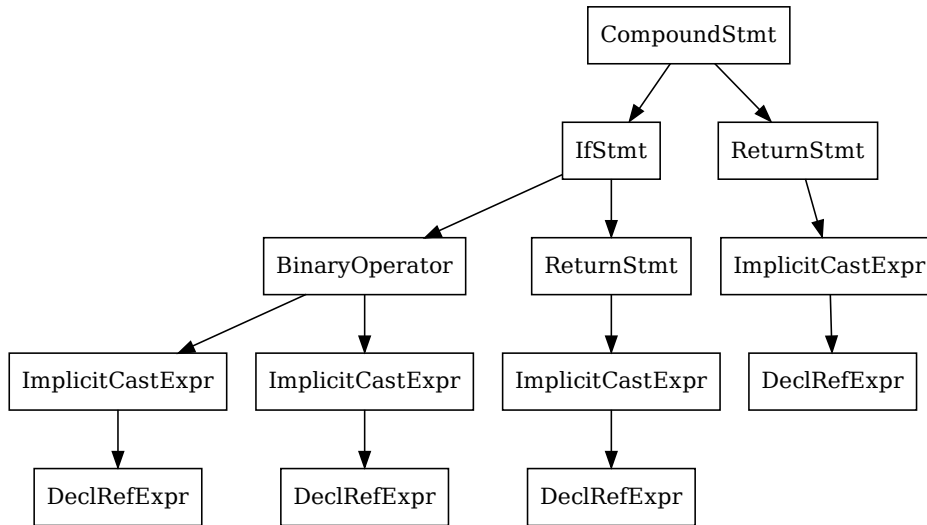 CompoundStmt
IfStmt
ReturnStmt
BinaryOperator
ReturnStmt
ImplicitCastExpr
ImplicitCastExpr
ImplicitCastExpr
ImplicitCastExpr
DeclRefExpr
DeclRefExpr
DeclRefExpr
DeclRefExpr